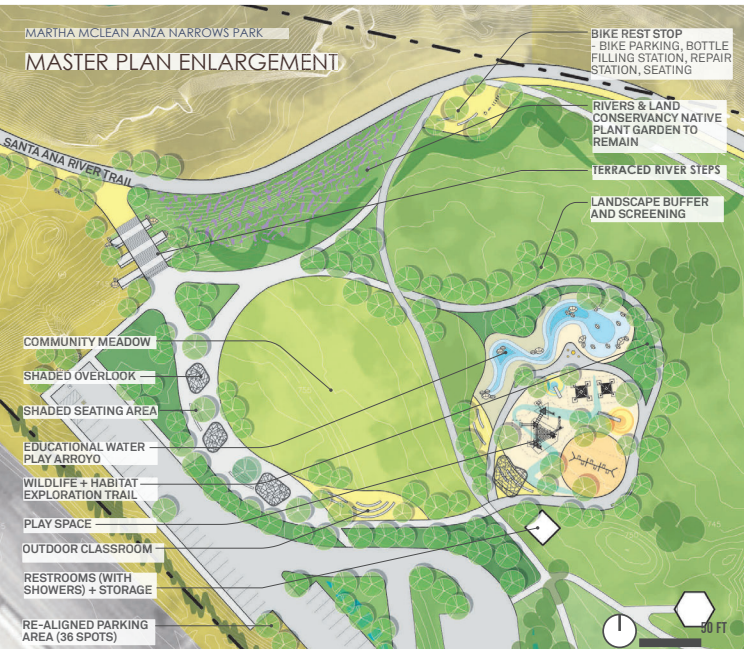 MARTHA MCLEAN ANZA NARROWS PARK
MASTER PLAN ENLARGEMENT
BIKE REST STOP
- BIKE PARKING, BOTTLE
FILLING STATION, REPAIR
STATION, SEATING
RIVERS & LAND
CONSERVANCY NATIVE
PLANT GARDEN TO
REMAIN
TERRACED RIVER STEPS
LANDSCAPE BUFFER
AND SCREENING
SANTA ANA RIVER TRAIL
COMMUNITY MEADOW
SHADED OVERLOOK
SHADED SEATING AREA
EDUCATIONAL WATER
PLAY ARROYO
WILDLIFE + HABITAT
EXPLORATION TRAIL
PLAY SPACE
OUTDOOR CLASSROOM
RESTROOMS (WITH
SHOWERS) + STORAGE
RE-ALIGNED PARKING
AREA (36 SPOTS)
745
50 FT